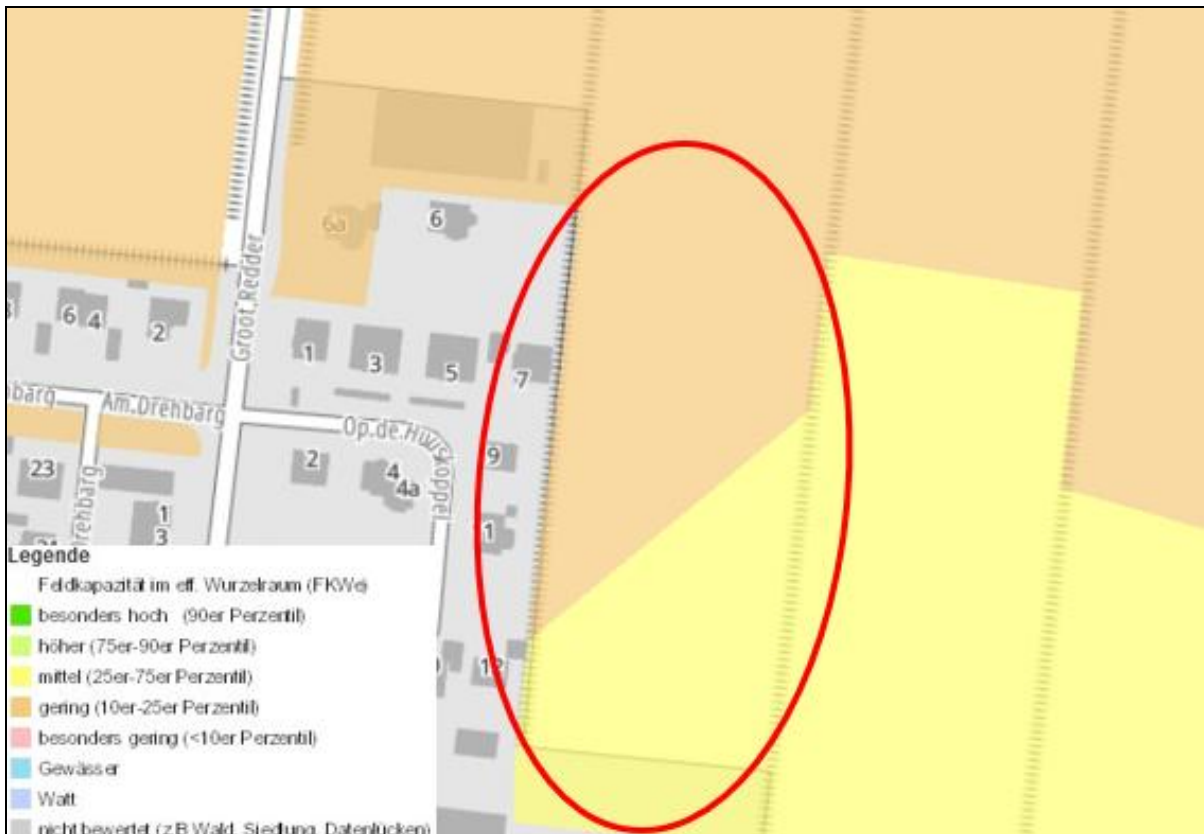 6a
6
Groot.Redder
6
4
2
1
3
5
7
Am.Drehbarg
Op.de.Huuskoppel
23
2
4
4a
9
1
3
1
12
Legende
Feldkapazität im eff. Wurzelraum (FKWe)
besonders hoch (90er Perzentil)
höher (75er-90er Perzentil)
mittel (25er-75er Perzentil)
gering (10er-25er Perzentil)
besonders gering (<10er Perzentil)
Gewässer
Watt
nicht bewertet (z.B.Wald, Siedlung, Datenlücken)